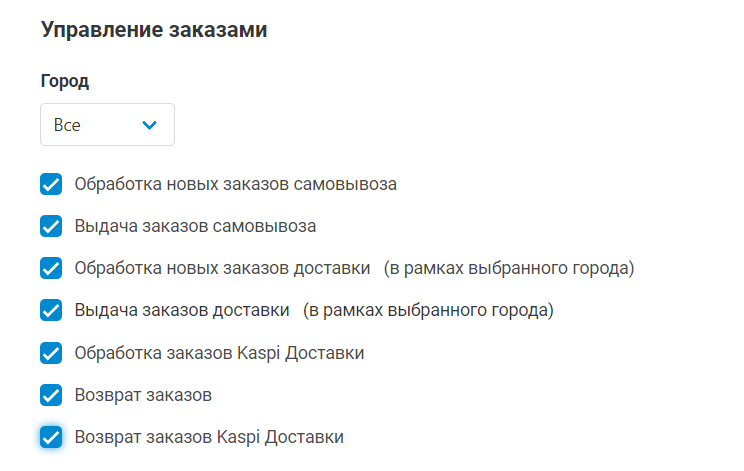 Управление заказами
Город
Все
Обработка новых заказов самовывоза
Выдача заказов самовывоза
Обработка новых заказов доставки (в рамках выбранного города)
Выдача заказов доставки (в рамках выбранного города)
Обработка заказов Kaspi Доставки
Возврат заказов
Возврат заказов Kaspi Доставки